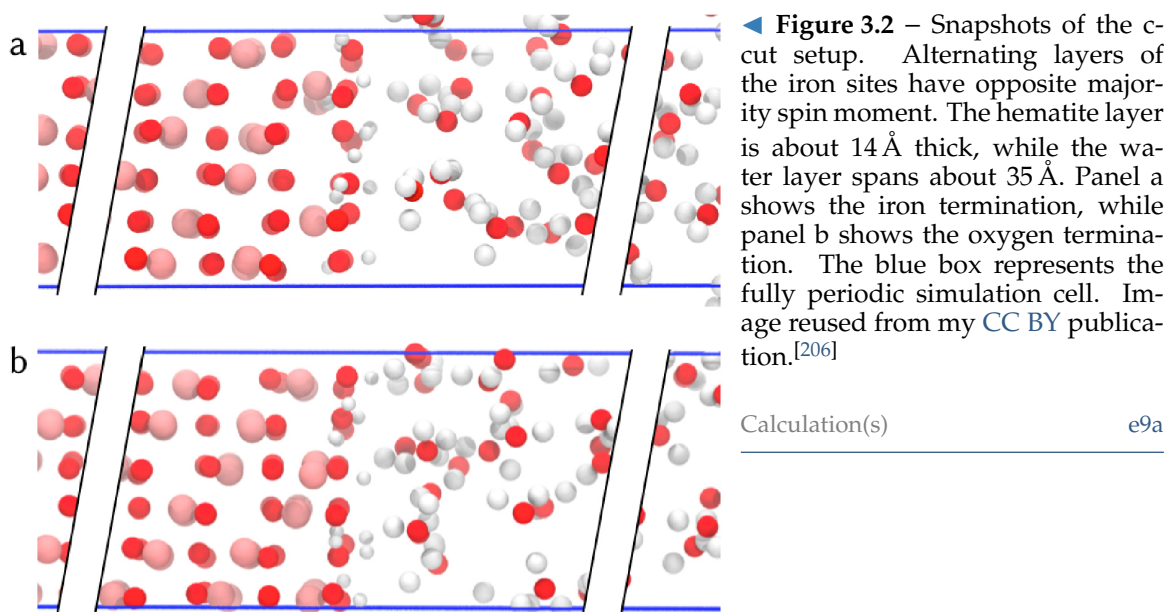 a
b
◄ Figure 3.2 – Snapshots of the c-
cut setup. Alternating layers of
the iron sites have opposite major-
ity spin moment. The hematite layer
is about 14 Å thick, while the wa-
ter layer spans about 35 Å. Panel a
shows the iron termination, while
panel b shows the oxygen termina-
tion. The blue box represents the
fully periodic simulation cell. Im-
age reused from my CC BY publica-
tion.[206]
Calculation(s) e9a